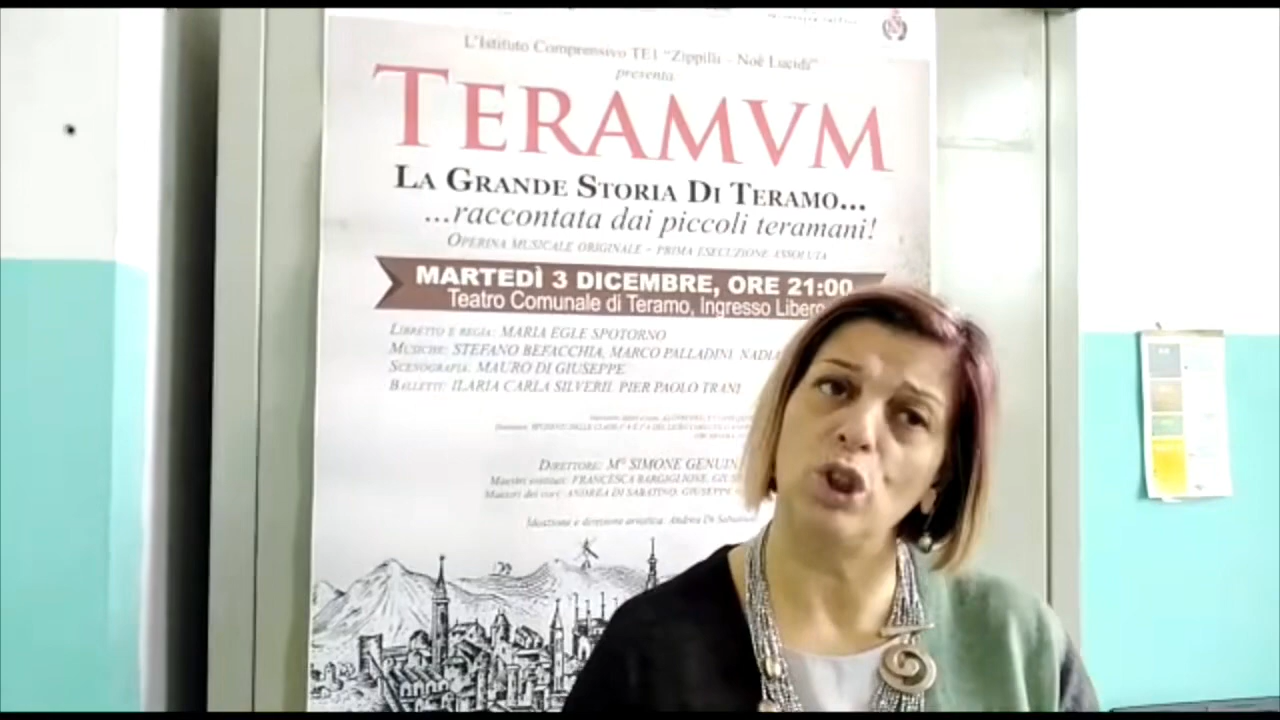 L'Istituto Comprensivo TE1 "Zippilli - Noè Lucidi"
presenta
TERAMVM
LA GRANDE STORIA DI TERAMO...
...raccontata dai piccoli teramani!
OPERINA MUSICALE ORIGINALE - PRIMA ESECUZIONE ASSOLUTA
MARTEDÌ 3 DICEMBRE, ORE 21:00
Teatro Comunale di Teramo, Ingresso Libero
LIBRETTO E REGIA: MARIA EGLE SPOTORNO
MUSICHE: STEFANO BEFACCHIA, MARCO PALLADINI, NADIA
SCENOGRAFIA: MAURO DI GIUSEPPE
BALLETTI: ILARIA CARLA SILVERII, PIER PAOLO TRANI
DIRETTORE: M° SIMONE GENUIN
Maestri sostituti: FRANCESCA BARGIGLIONE,
Maestri dei cori: ANDREA DI SABATINO, GIUSEPPE
Ideazione e direzione artistica: Andrea Di Sabatino